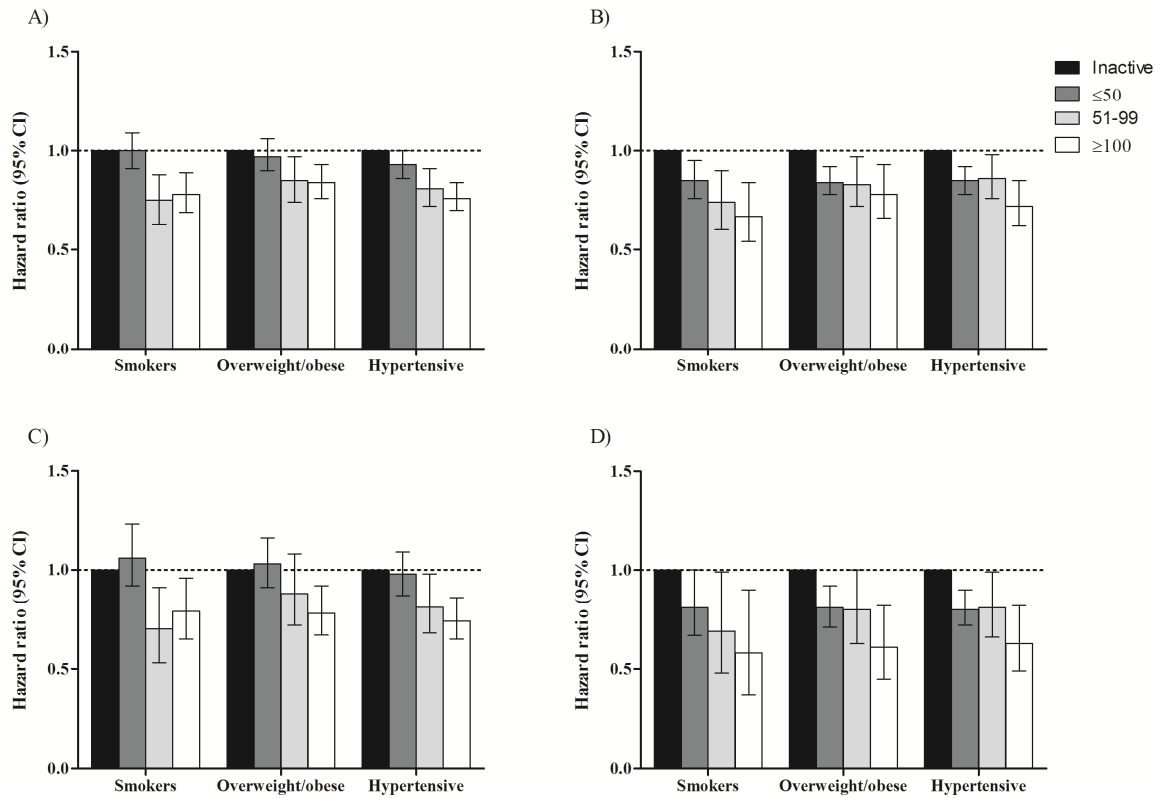 A)
Hazard ratio (95% CI)
1.5
1.0
0.5
0.0
Smokers Overweight/obese Hypertensive
B)
Hazard ratio (95% CI)
1.5
1.0
0.5
0.0
Smokers Overweight/obese Hypertensive
Inactive
≤50
51-99
≥100
C)
Hazard ratio (95% CI)
1.5
1.0
0.5
0.0
Smokers Overweight/obese Hypertensive
D)
Hazard ratio (95% CI)
1.5
1.0
0.5
0.0
Smokers Overweight/obese Hypertensive